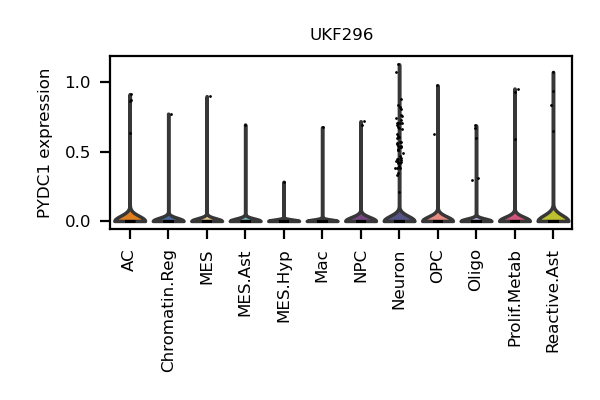 UKF296
PYDC1 expression
1.0
0.5
0.0
AC
Chromatin.Reg
MES
MES.Ast
MES.Hyp
Mac
NPC
Neuron
OPC
Oligo
Prolif.Metab
Reactive.Ast